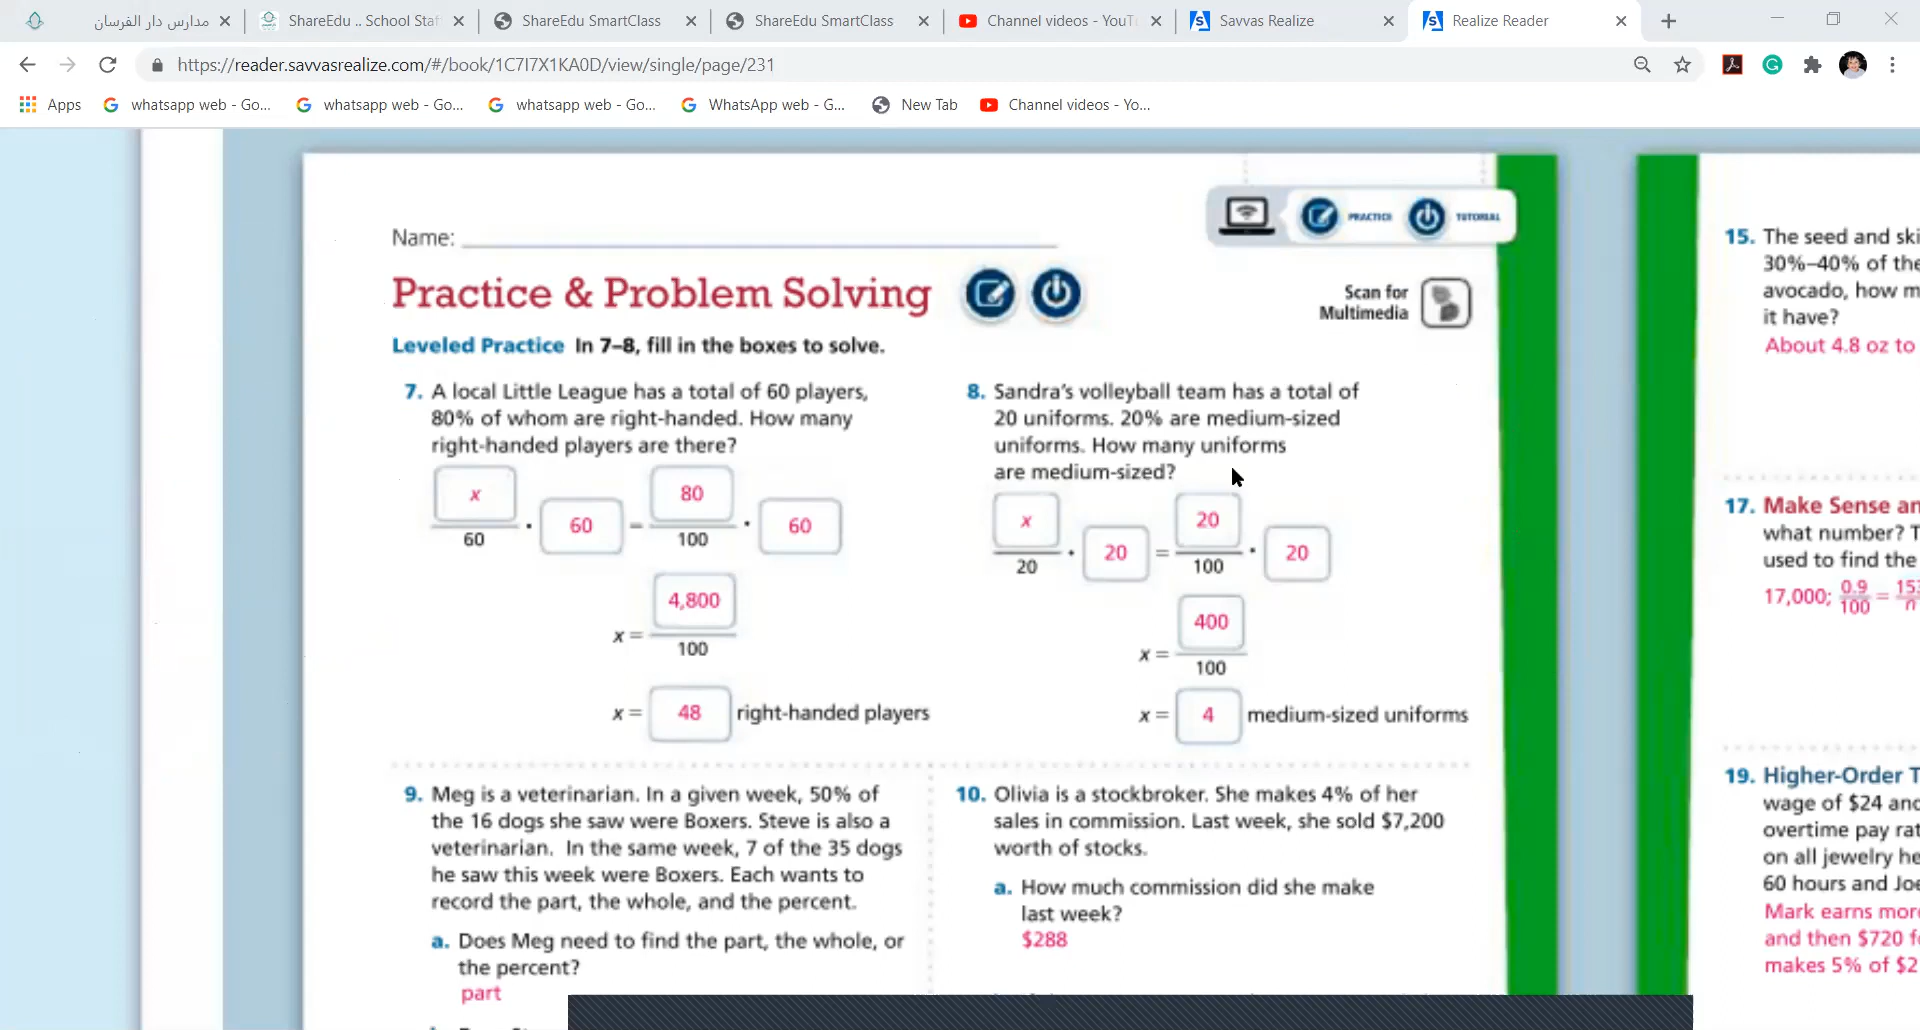 مدارس دار الفرسان
ShareEdu .. School Staf
ShareEdu SmartClass
ShareEdu SmartClass
Channel videos - YouTu
Savvas Realize
Realize Reader
https://reader.savvasrealize.com/#/book/1C7I7X1KA0D/view/single/page/231
Apps
whatsapp web - Go...
whatsapp web - Go...
whatsapp web - Go...
WhatsApp web - G...
New Tab
Channel videos - Yo...
PRACTICE
TUTORIAL
Name:
Practice & Problem Solving
Scan for
Multimedia
Leveled Practice In 7–8, fill in the boxes to solve.
7. A local Little League has a total of 60 players,
80% of whom are right-handed. How many
right-handed players are there?
x/60 · 60 = 80/100 · 60
x = 4,800/100
x = 48 right-handed players
8. Sandra's volleyball team has a total of
20 uniforms. 20% are medium-sized
uniforms. How many uniforms
are medium-sized?
x/20 · 20 = 20/100 · 20
x = 400/100
x = 4 medium-sized uniforms
9. Meg is a veterinarian. In a given week, 50% of
the 16 dogs she saw were Boxers. Steve is also a
veterinarian. In the same week, 7 of the 35 dogs
he saw this week were Boxers. Each wants to
record the part, the whole, and the percent.
a. Does Meg need to find the part, the whole, or
the percent?
part
10. Olivia is a stockbroker. She makes 4% of her
sales in commission. Last week, she sold $7,200
worth of stocks.
a. How much commission did she make
last week?
$288
15. The seed and ski
30%–40% of the
avocado, how m
it have?
About 4.8 oz to
17. Make Sense an
what number? T
used to find the
17,000; 0.9/100 = 153/n
19. Higher-Order T
wage of $24 and
overtime pay rat
on all jewelry he
60 hours and Joe
Mark earns more
and then $720 fo
makes 5% of $2